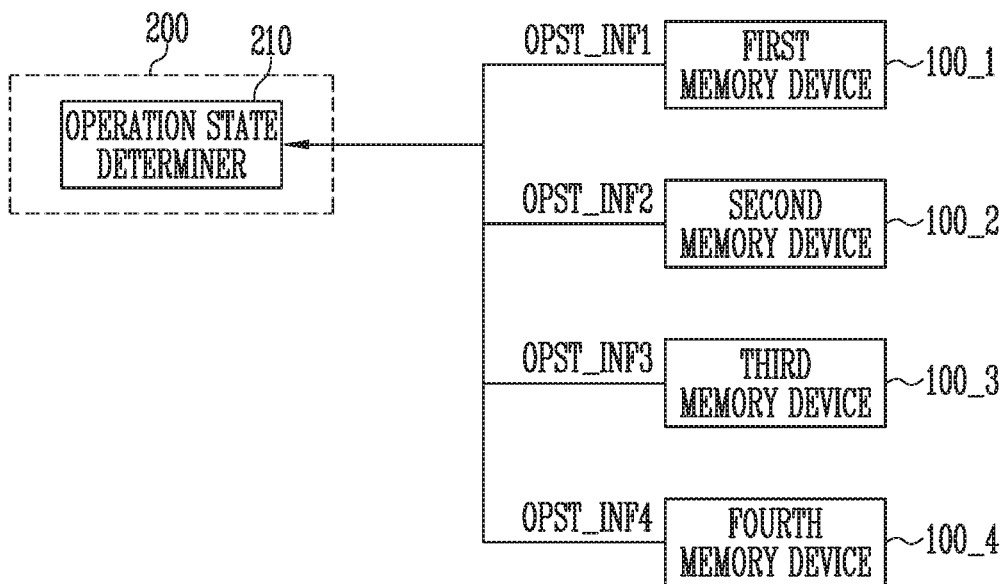 200
210
OPERATION STATE
DETERMINER
OPST_INF1
FIRST
MEMORY DEVICE
100_1
OPST_INF2
SECOND
MEMORY DEVICE
100_2
OPST_INF3
THIRD
MEMORY DEVICE
100_3
OPST_INF4
FOURTH
MEMORY DEVICE
100_4